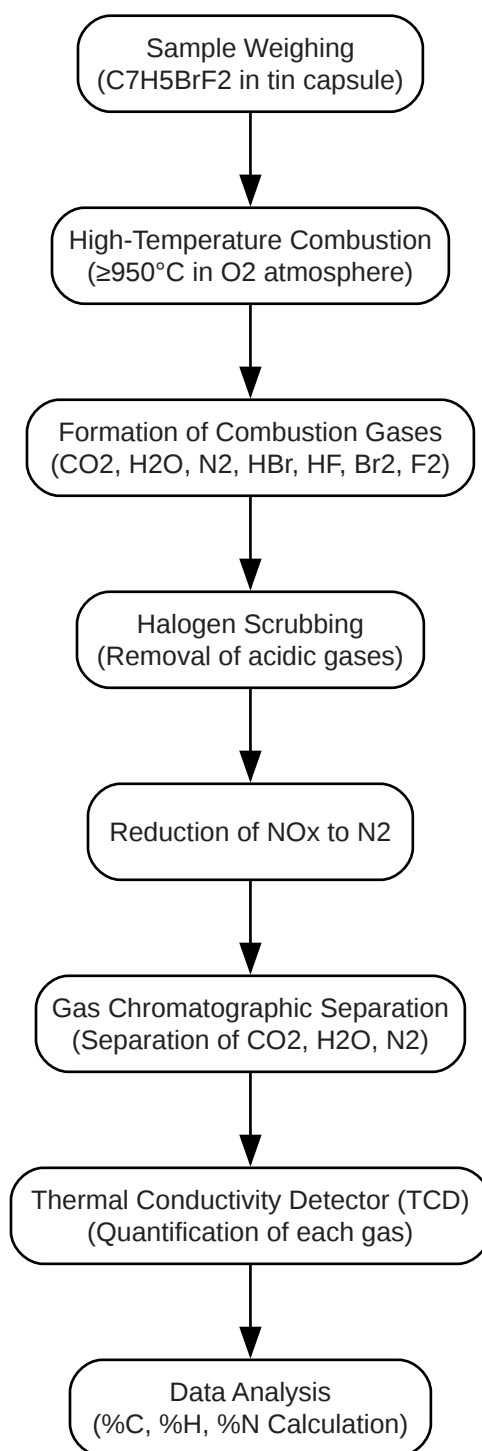 Sample Weighing
(C7H5BrF2 in tin capsule)
High-Temperature Combustion
(≥950°C in O2 atmosphere)
Formation of Combustion Gases
(CO2, H2O, N2, HBr, HF, Br2, F2)
Halogen Scrubbing
(Removal of acidic gases)
Reduction of NOx to N2
Gas Chromatographic Separation
(Separation of CO2, H2O, N2)
Thermal Conductivity Detector (TCD)
(Quantification of each gas)
Data Analysis
(%C, %H, %N Calculation)